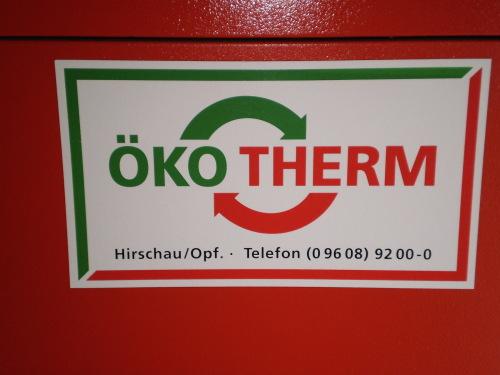 ÖKO THERM
Hirschau/Opf. · Telefon (0 96 08) 92 00-0